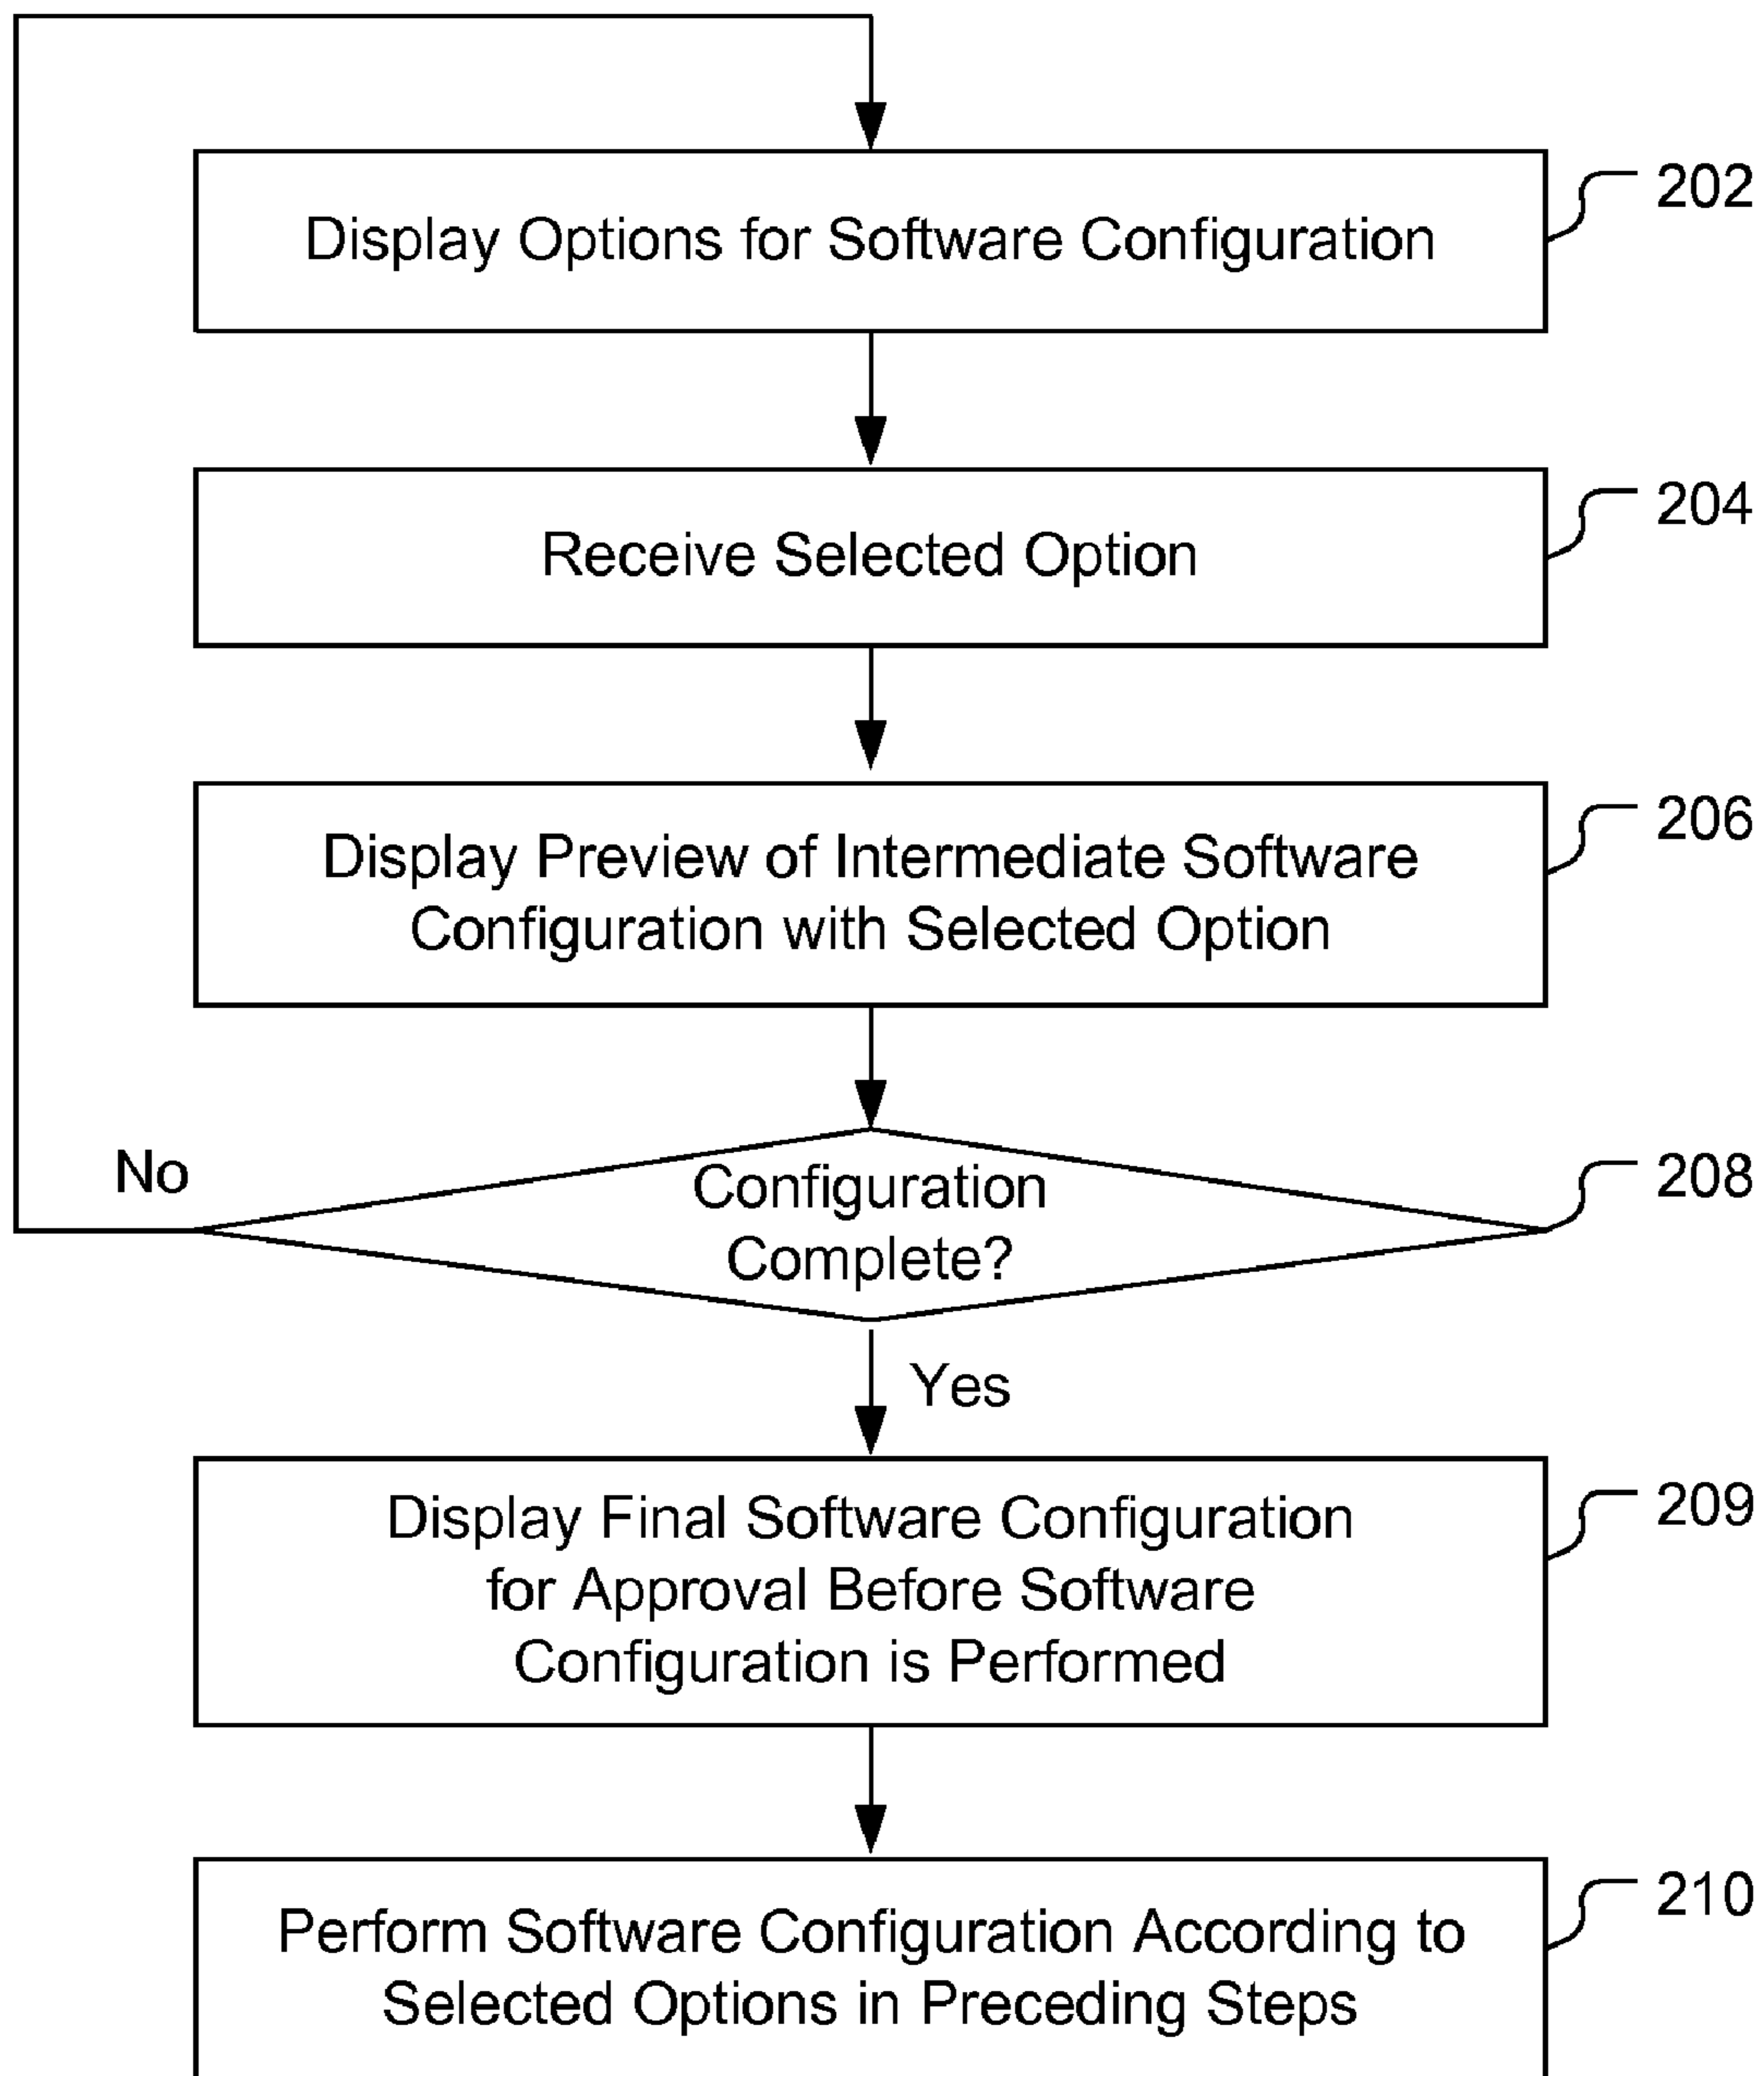 Display Options for Software Configuration
202
Receive Selected Option
204
Display Preview of Intermediate Software
Configuration with Selected Option
206
No
Configuration
Complete?
208
Yes
Display Final Software Configuration
for Approval Before Software
Configuration is Performed
209
Perform Software Configuration According to
Selected Options in Preceding Steps
210